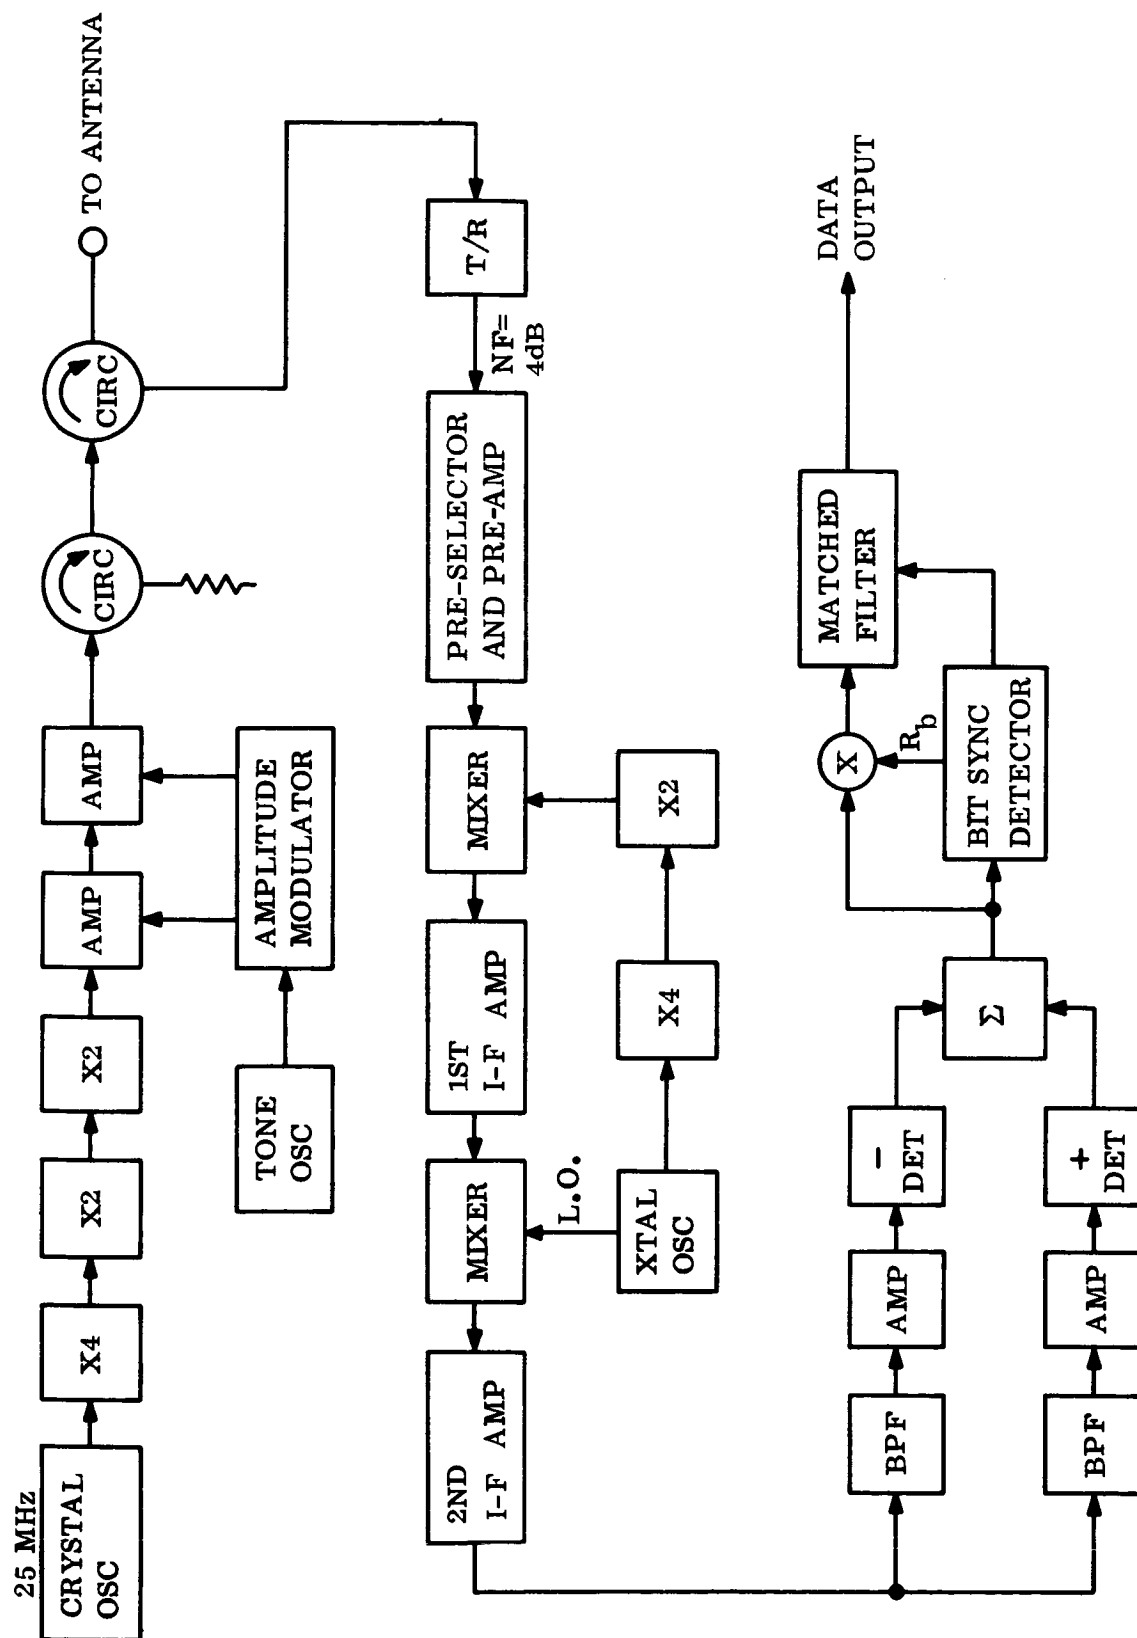 25 MHz
CRYSTAL
OSC
X4
X2
X2
AMP
AMP
CIRC
CIRC
TO ANTENNA
TONE
OSC
AMPLITUDE
MODULATOR
2ND
I-F AMP
MIXER
1ST
I-F AMP
MIXER
PRE-SELECTOR
AND PRE-AMP
NF=
4dB
T/R
L.O.
XTAL
OSC
X4
X2
BPF
AMP
-
DET
BPF
AMP
+
DET
Σ
X
R_b
BIT SYNC
DETECTOR
MATCHED
FILTER
DATA
OUTPUT